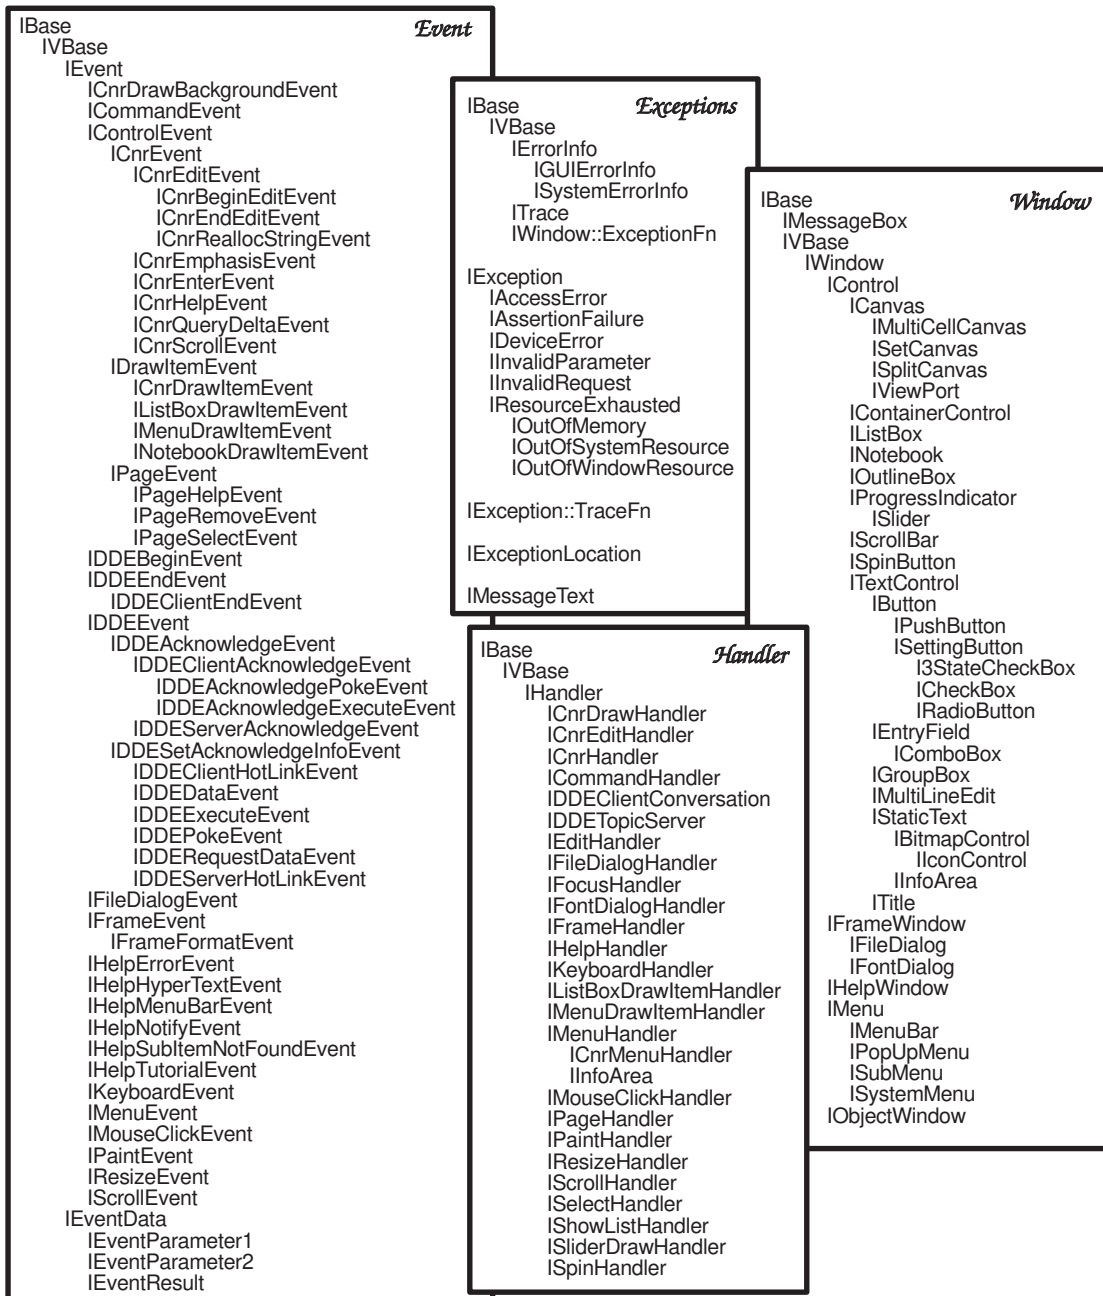 Event
IBase
IVBase
IEvent
ICnrDrawBackgroundEvent
ICommandEvent
IControlEvent
ICnrEvent
ICnrEditEvent
ICnrBeginEditEvent
ICnrEndEditEvent
ICnrReallocStringEvent
ICnrEmphasisEvent
ICnrEnterEvent
ICnrHelpEvent
ICnrQueryDeltaEvent
ICnrScrollEvent
IDrawItemEvent
ICnrDrawItemEvent
IListBoxDrawItemEvent
IMenuDrawItemEvent
INotebookDrawItemEvent
IPageEvent
IPageHelpEvent
IPageRemoveEvent
IPageSelectEvent
IDDEBeginEvent
IDDEEndEvent
IDDEClientEndEvent
IDDEEvent
IDDEAcknowledgeEvent
IDDEClientAcknowledgeEvent
IDDEAcknowledgePokeEvent
IDDEAcknowledgeExecuteEvent
IDDEServerAcknowledgeEvent
IDDESetAcknowledgeInfoEvent
IDDEClientHotLinkEvent
IDDEDataEvent
IDDEExecuteEvent
IDDEPokeEvent
IDDERequestDataEvent
IDDEServerHotLinkEvent
IFileDialogEvent
IFrameEvent
IFrameFormatEvent
IHelpErrorEvent
IHelpHyperTextEvent
IHelpMenuBarEvent
IHelpNotifyEvent
IHelpSubItemNotFoundEvent
IHelpTutorialEvent
IKeyboardEvent
IMenuEvent
IMouseClickEvent
IPaintEvent
IResizeEvent
IScrollEvent
IEventData
IEventParameter1
IEventParameter2
IEventResult
Exceptions
IBase
IVBase
IErrorInfo
IGUIErrorInfo
ISystemErrorInfo
ITrace
IWindow::ExceptionFn
IException
IAccessError
IAssertionFailure
IDeviceError
IInvalidParameter
IInvalidRequest
IResourceExhausted
IOutOfMemory
IOutOfSystemResource
IOutOfWindowResource
IException::TraceFn
IExceptionLocation
IMessageText
Handler
IBase
IVBase
IHandler
ICnrDrawHandler
ICnrEditHandler
ICnrHandler
ICommandHandler
IDDEClientConversation
IDDETopicServer
IEditHandler
IFileDialogHandler
IFocusHandler
IFontDialogHandler
IFrameHandler
IHelpHandler
IKeyboardHandler
IListBoxDrawItemHandler
IMenuDrawItemHandler
IMenuHandler
ICnrMenuHandler
IInfoArea
IMouseClickHandler
IPageHandler
IPaintHandler
IResizeHandler
IScrollHandler
ISelectHandler
IShowListHandler
ISliderDrawHandler
ISpinHandler
Window
IBase
IMessageBox
IVBase
IWindow
IControl
ICanvas
IMultiCellCanvas
ISetCanvas
ISplitCanvas
IViewPort
IContainerControl
IListBox
INotebook
IOutlineBox
IProgressIndicator
ISlider
IScrollBar
ISpinButton
ITextControl
IButton
IPushButton
ISettingButton
I3StateCheckBox
ICheckBox
IRadioButton
IEntryField
IComboBox
IGroupBox
IMultiLineEdit
IStaticText
IBitmapControl
IIconControl
IInfoArea
ITitle
IFrameWindow
IFileDialog
IFontDialog
IHelpWindow
IMenu
IMenuBar
IPopUpMenu
ISubMenu
ISystemMenu
IObjectWindow